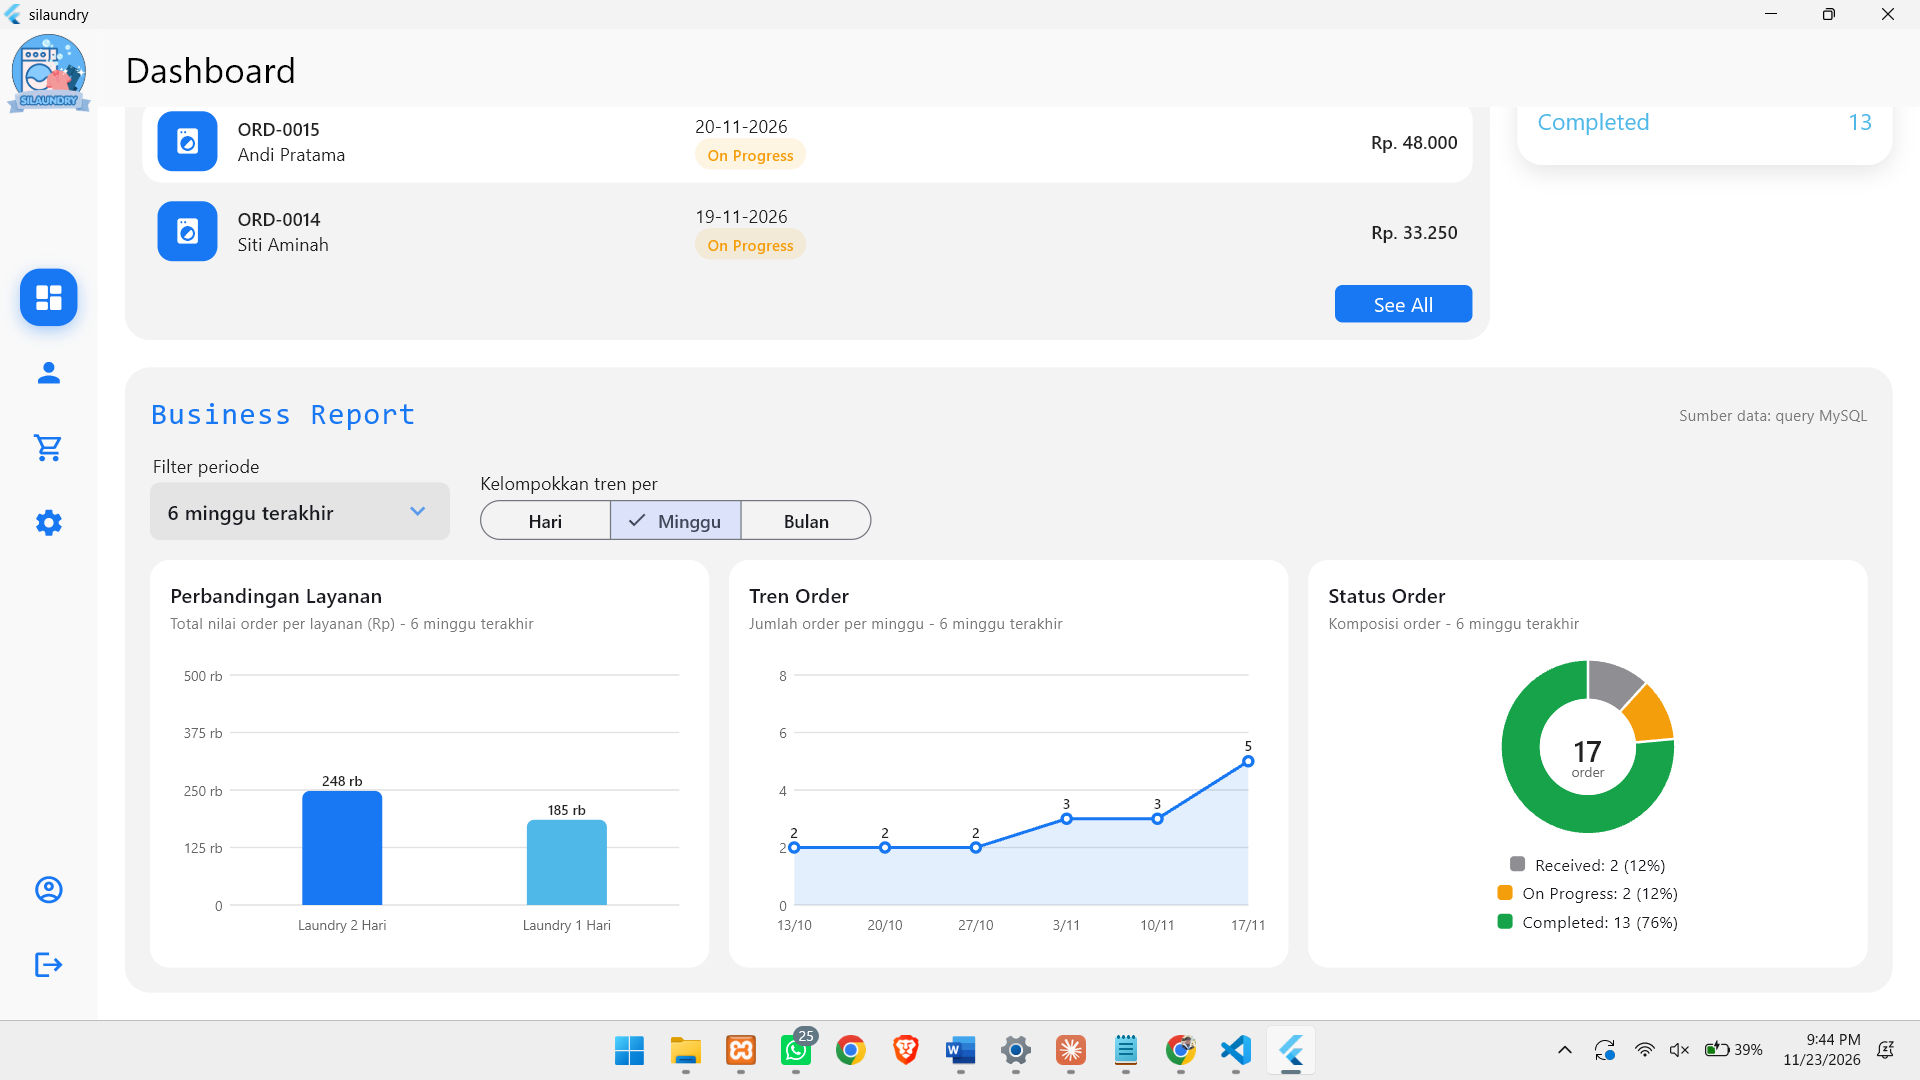 silaundry
SILAUNDRY
Dashboard
ORD-0015
Andi Pratama
20-11-2026
On Progress
Rp. 48.000
ORD-0014
Siti Aminah
19-11-2026
On Progress
Rp. 33.250
See All
Completed 13
Business Report
Sumber data: query MySQL
Filter periode
6 minggu terakhir
Kelompokkan tren per
Hari Minggu Bulan
Perbandingan Layanan
Total nilai order per layanan (Rp) - 6 minggu terakhir
500 rb
375 rb
250 rb
125 rb
0
248 rb
185 rb
Laundry 2 Hari Laundry 1 Hari
Tren Order
Jumlah order per minggu - 6 minggu terakhir
8
6
4
2
0
2 2 2 3 3 5
13/10 20/10 27/10 3/11 10/11 17/11
Status Order
Komposisi order - 6 minggu terakhir
17
order
Received: 2 (12%)
On Progress: 2 (12%)
Completed: 13 (76%)
25
W
39%
9:44 PM
11/23/2026